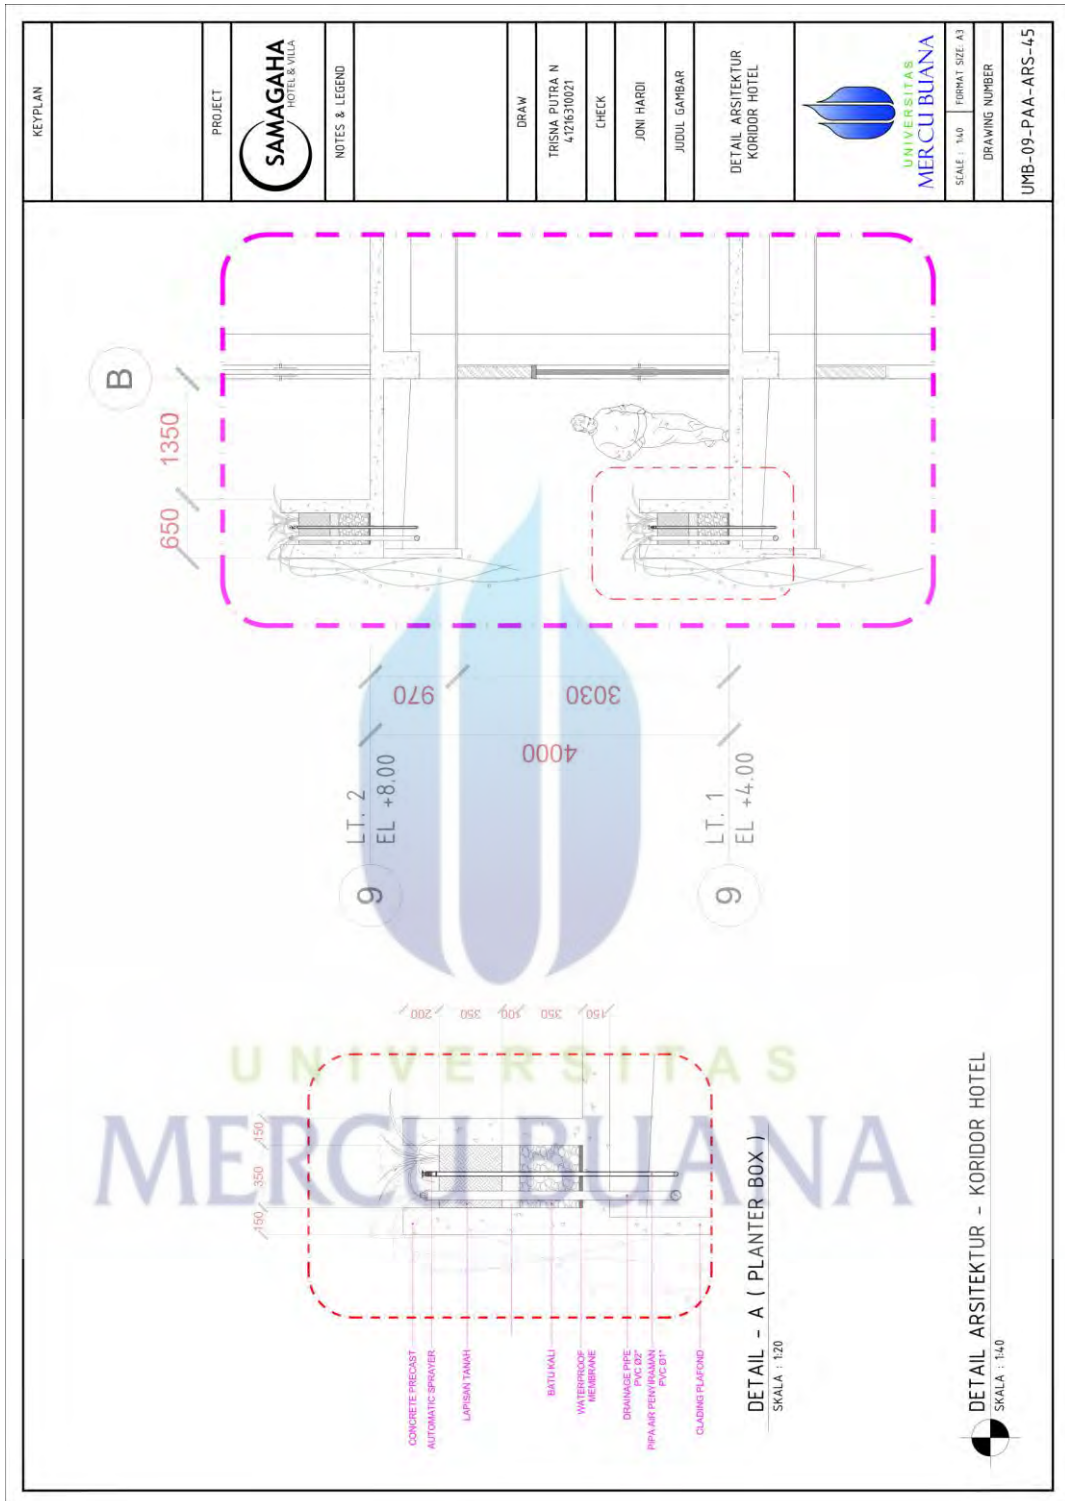 KEYPLAN
PROJECT
SAMAGAHA
HOTEL & VILLA
NOTES & LEGEND
DRAW
TRISNA PUTRA N
41216310021
CHECK
JONI HARDI
JUDUL GAMBAR
DETAIL ARSITEKTUR
KORIDOR HOTEL
UNIVERSITAS
MERCU BUANA
SCALE : 1:40
FORMAT SIZE: A3
DRAWING NUMBER
UMB-09-PAA-ARS-45
B
650
1350
970
3030
4000
9
LT. 2
EL +8.00
9
LT. 1
EL +4.00
UNIVERSITAS
MERCU BUANA
200
350
100
350
150
150
350
150
CONCRETE PRECAST
AUTOMATIC SPRAYER
LAPISAN TANAH
BATU KALI
WATERPROOF
MEMBRANE
DRAINAGE PIPE
PVC Ø2"
PIPA AIR PENYIRAMAN
PVC Ø1"
CLADING PLAFOND
DETAIL - A ( PLANTER BOX )
SKALA : 1:20
DETAIL ARSITEKTUR - KORIDOR HOTEL
SKALA : 1:40